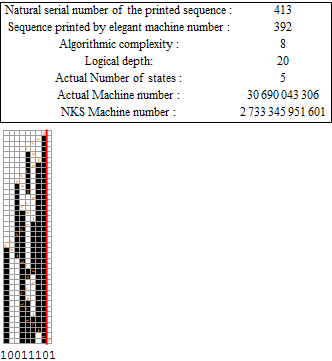 Natural serial number of the printed sequence : 413
Sequence printed by elegant machine number : 392
Algorithmic complexity : 8
Logical depth: 20
Actual Number of states : 5
Actual Machine number : 30 690 043 306
NKS Machine number : 2 733 345 951 601
10011101